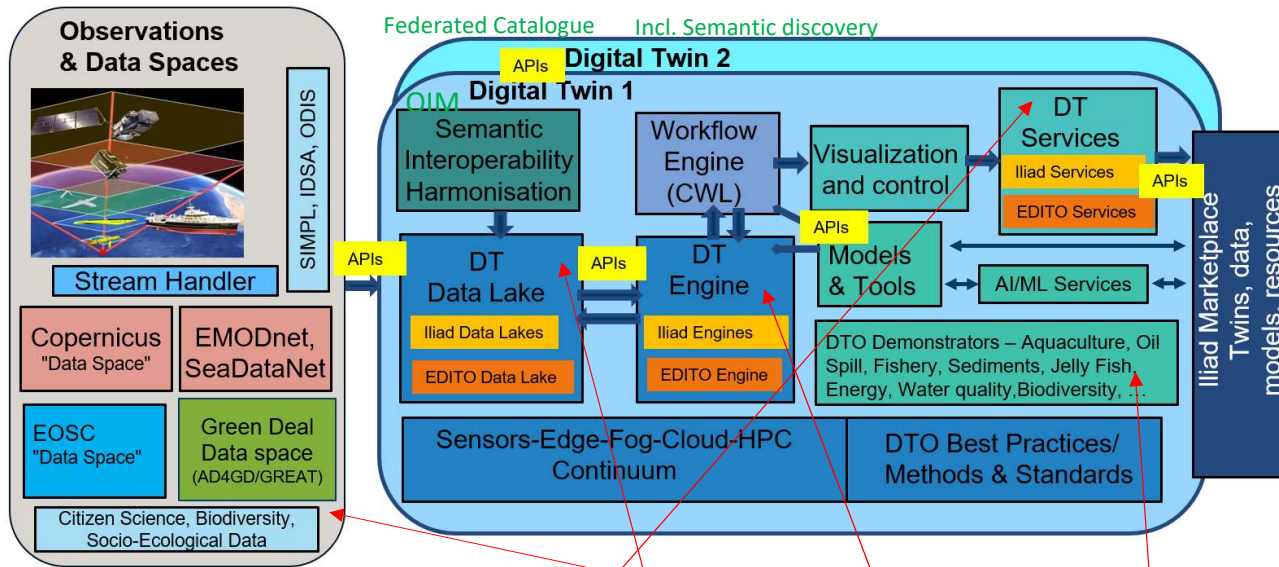 Federated Catalogue
Incl. Semantic discovery
Observations
& Data Spaces
SIMPL, IDSA, ODIS
Stream Handler
Copernicus
"Data Space"
EMODnet,
SeaDataNet
EOSC
"Data Space"
Green Deal
Data space
(AD4GD/GREAT)
Citizen Science, Biodiversity,
Socio-Ecological Data
APIs
APIs
Digital Twin 2
Digital Twin 1
OIM
Semantic
Interoperability
Harmonisation
Workflow
Engine
(CWL)
Visualization
and control
DT
Services
Iliad Services
EDITO Services
APIs
DT
Data Lake
Iliad Data Lakes
EDITO Data Lake
APIs
DT
Engine
Iliad Engines
EDITO Engine
APIs
Models
& Tools
AI/ML Services
DTO Demonstrators – Aquaculture, Oil
Spill, Fishery, Sediments, Jelly Fish,
Energy, Water quality,Biodiversity, …
Sensors-Edge-Fog-Cloud-HPC
Continuum
DTO Best Practices/
Methods & Standards
Iliad Marketplace
Twins, data,
models, resources